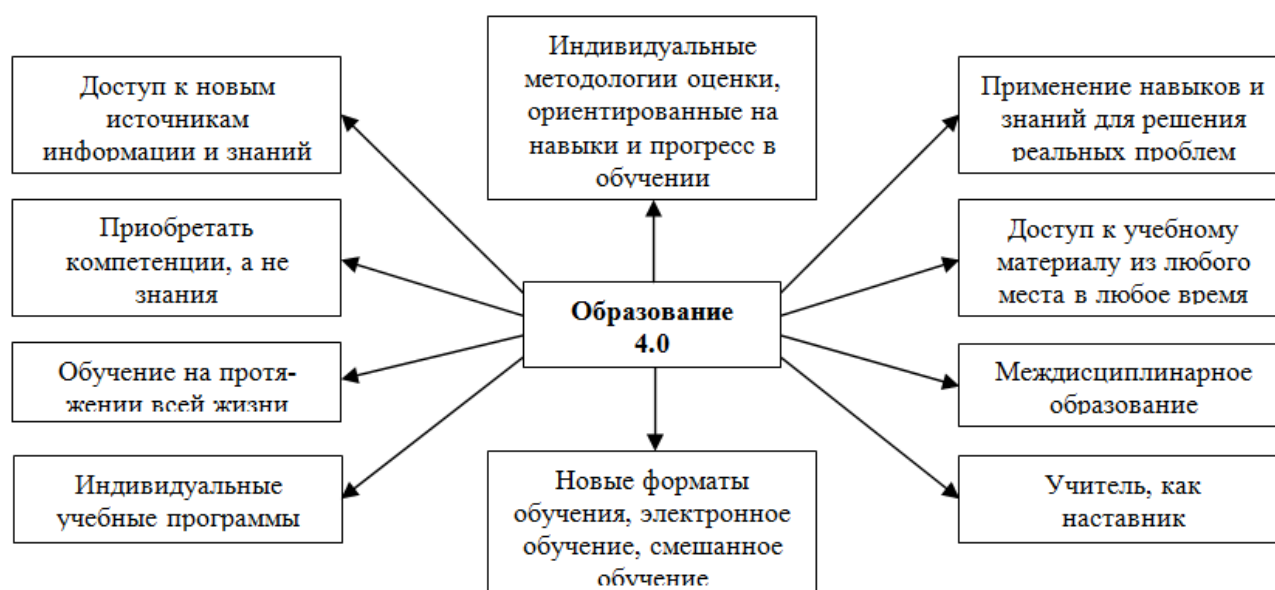 Доступ к новым
источникам
информации и знаний
Приобретать
компетенции, а не
знания
Обучение на протя-
жении всей жизни
Индивидуальные
учебные программы
Индивидуальные
методологии оценки,
ориентированные на
навыки и прогресс в
обучении
Образование
4.0
Новые форматы
обучения, электронное
обучение, смешанное
обучение
Применение навыков и
знаний для решения
реальных проблем
Доступ к учебному
материалу из любого
места в любое время
Междисциплинарное
образование
Учитель, как
наставник